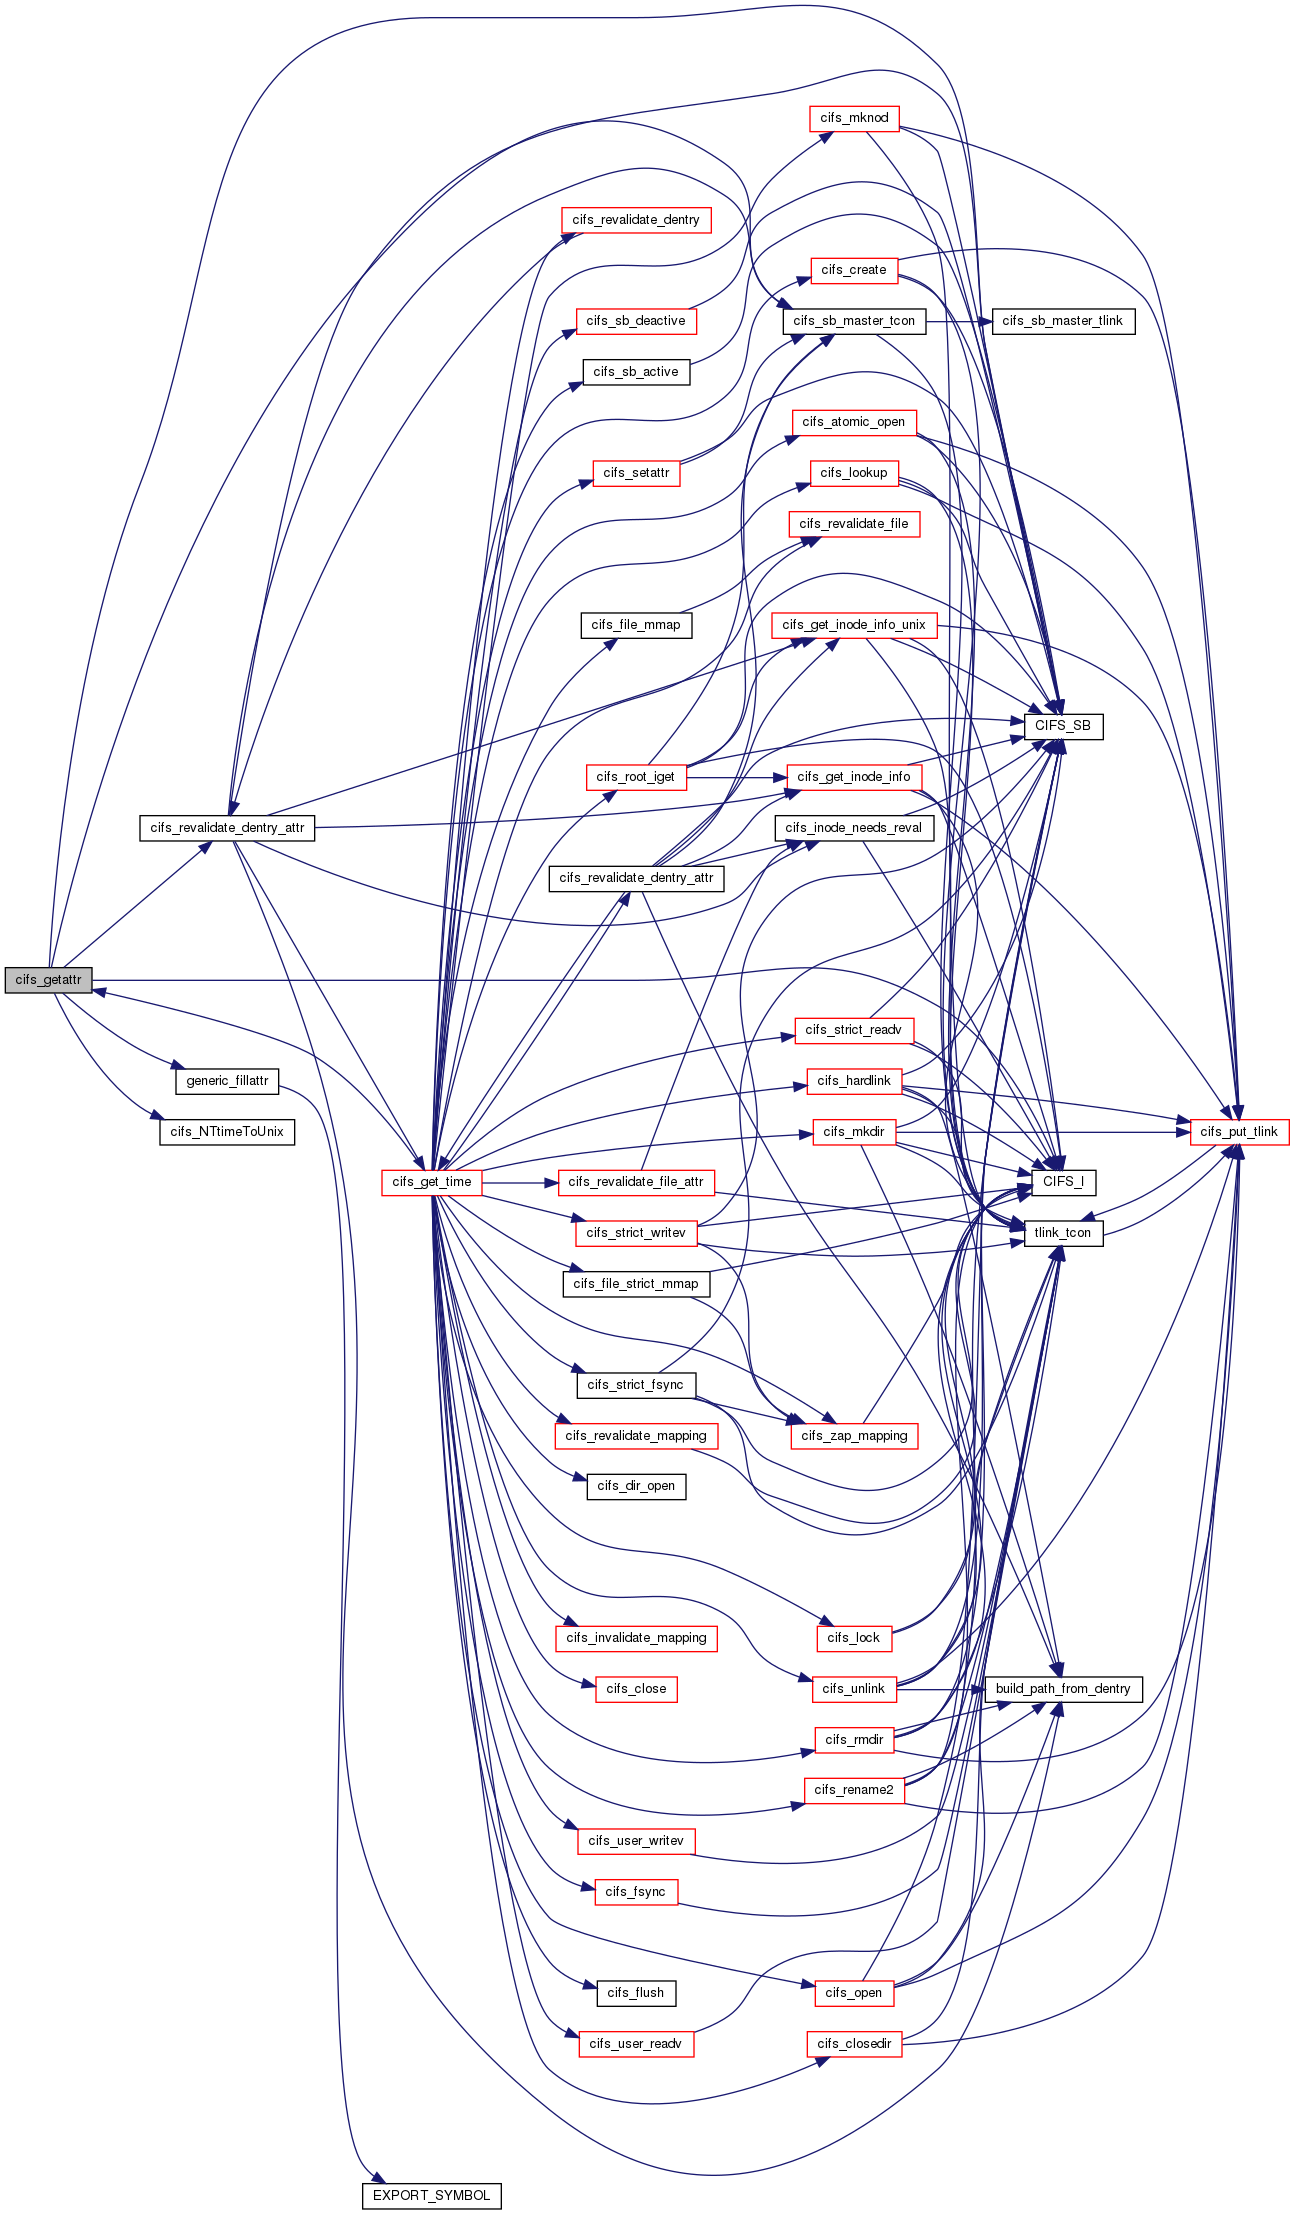 cifs_mknod
cifs_revalidate_dentry
cifs_create
cifs_sb_deactive
cifs_sb_master_tcon
cifs_sb_master_tlink
cifs_sb_active
cifs_atomic_open
cifs_setattr
cifs_lookup
cifs_revalidate_file
cifs_file_mmap
cifs_get_inode_info_unix
CIFS_SB
cifs_root_iget
cifs_get_inode_info
cifs_revalidate_dentry_attr
cifs_inode_needs_reval
cifs_revalidate_dentry_attr
cifs_getattr
cifs_strict_readv
generic_fillattr
cifs_hardlink
cifs_NTtimeToUnix
cifs_mkdir
cifs_put_tlink
cifs_get_time
cifs_revalidate_file_attr
CIFS_I
cifs_strict_writev
tlink_tcon
cifs_file_strict_mmap
cifs_strict_fsync
cifs_revalidate_mapping
cifs_zap_mapping
cifs_dir_open
cifs_invalidate_mapping
cifs_lock
cifs_close
cifs_unlink
build_path_from_dentry
cifs_rmdir
cifs_rename2
cifs_user_writev
cifs_fsync
cifs_flush
cifs_open
cifs_user_readv
cifs_closedir
EXPORT_SYMBOL